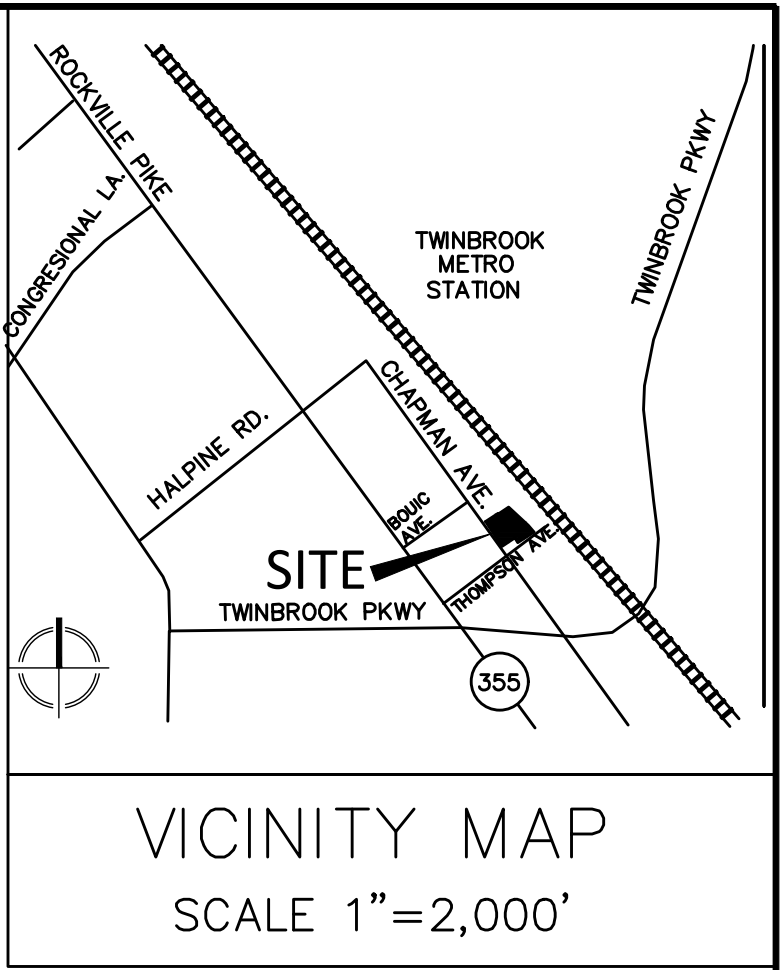 ROCKVILLE PIKE
CONGRESIONAL LA.
TWINBROOK PKWY
TWINBROOK
METRO
STATION
CHAPMAN AVE.
HALPINE RD.
BOUIC
AVE.
SITE
THOMPSON AVE.
TWINBROOK PKWY
355
VICINITY MAP
SCALE 1"=2,000'